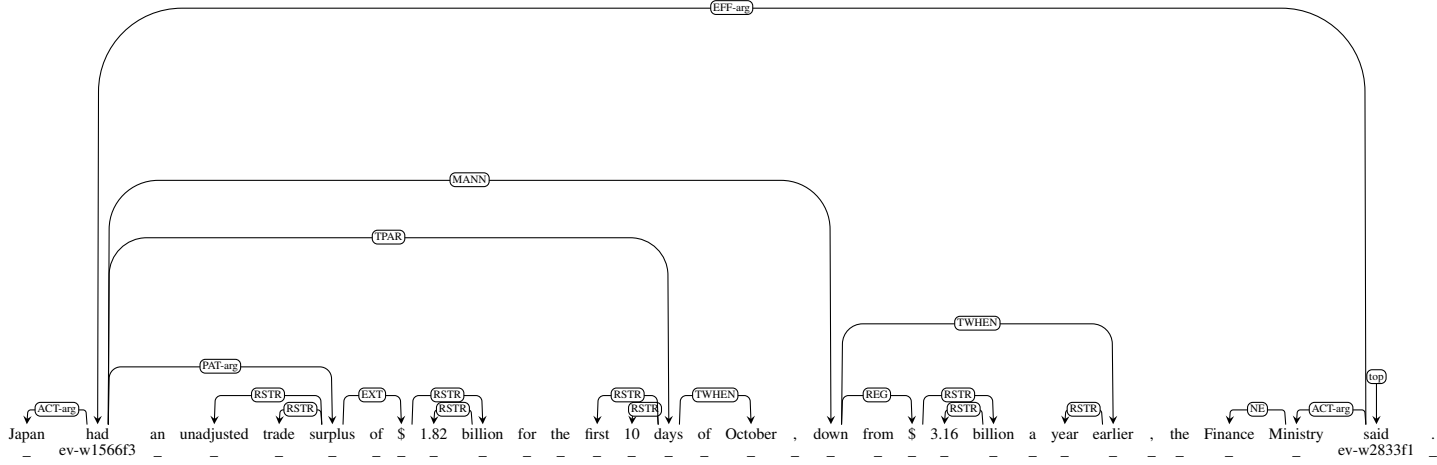 EFF-arg
MANN
TPAR
TWHEN
PAT-arg
top
RSTR EXT RSTR RSTR TWHEN REG RSTR
ACT-arg RSTR RSTR RSTR RSTR RSTR NE ACT-arg
Japan had an unadjusted trade surplus of $ 1.82 billion for the first 10 days of October , down from $ 3.16 billion a year earlier , the Finance Ministry said .
_ ev-w1566f3 _ _ _ _ _ _ _ _ _ _ _ _ _ _ _ _ _ _ _ _ _ _ _ _ _ _ _ _ ev-w2833f1 _